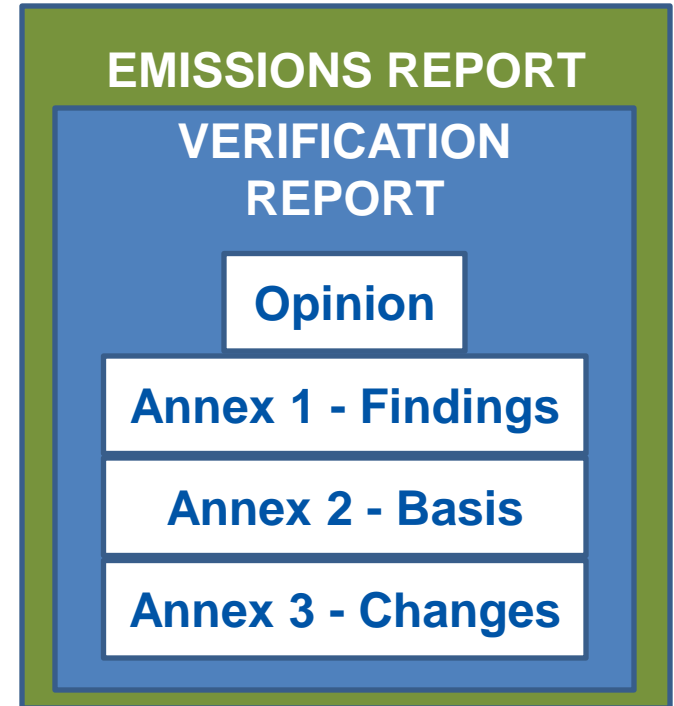 EMISSIONS REPORT
VERIFICATION
REPORT
Opinion
Annex 1 - Findings
Annex 2 - Basis
Annex 3 - Changes